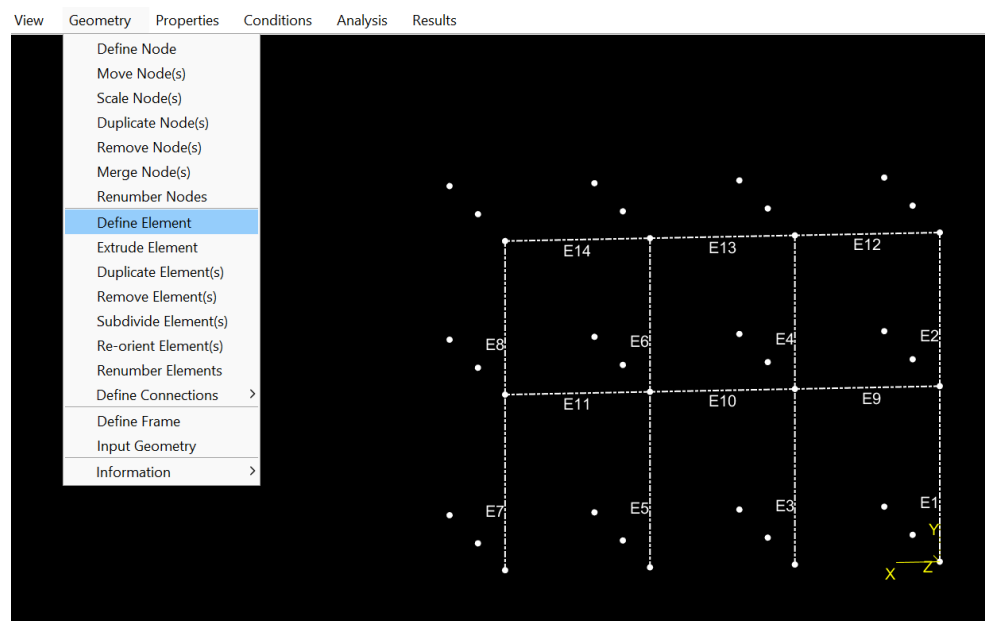 View Geometry Properties Conditions Analysis Results
Define Node
Move Node(s)
Scale Node(s)
Duplicate Node(s)
Remove Node(s)
Merge Node(s)
Renumber Nodes
Define Element
Extrude Element
Duplicate Element(s)
Remove Element(s)
Subdivide Element(s)
Re-orient Element(s)
Renumber Elements
Define Connections
Define Frame
Input Geometry
Information
E14 E13 E12
E8 E6 E4 E2
E11 E10 E9
E7 E5 E3 E1
Y
X Z